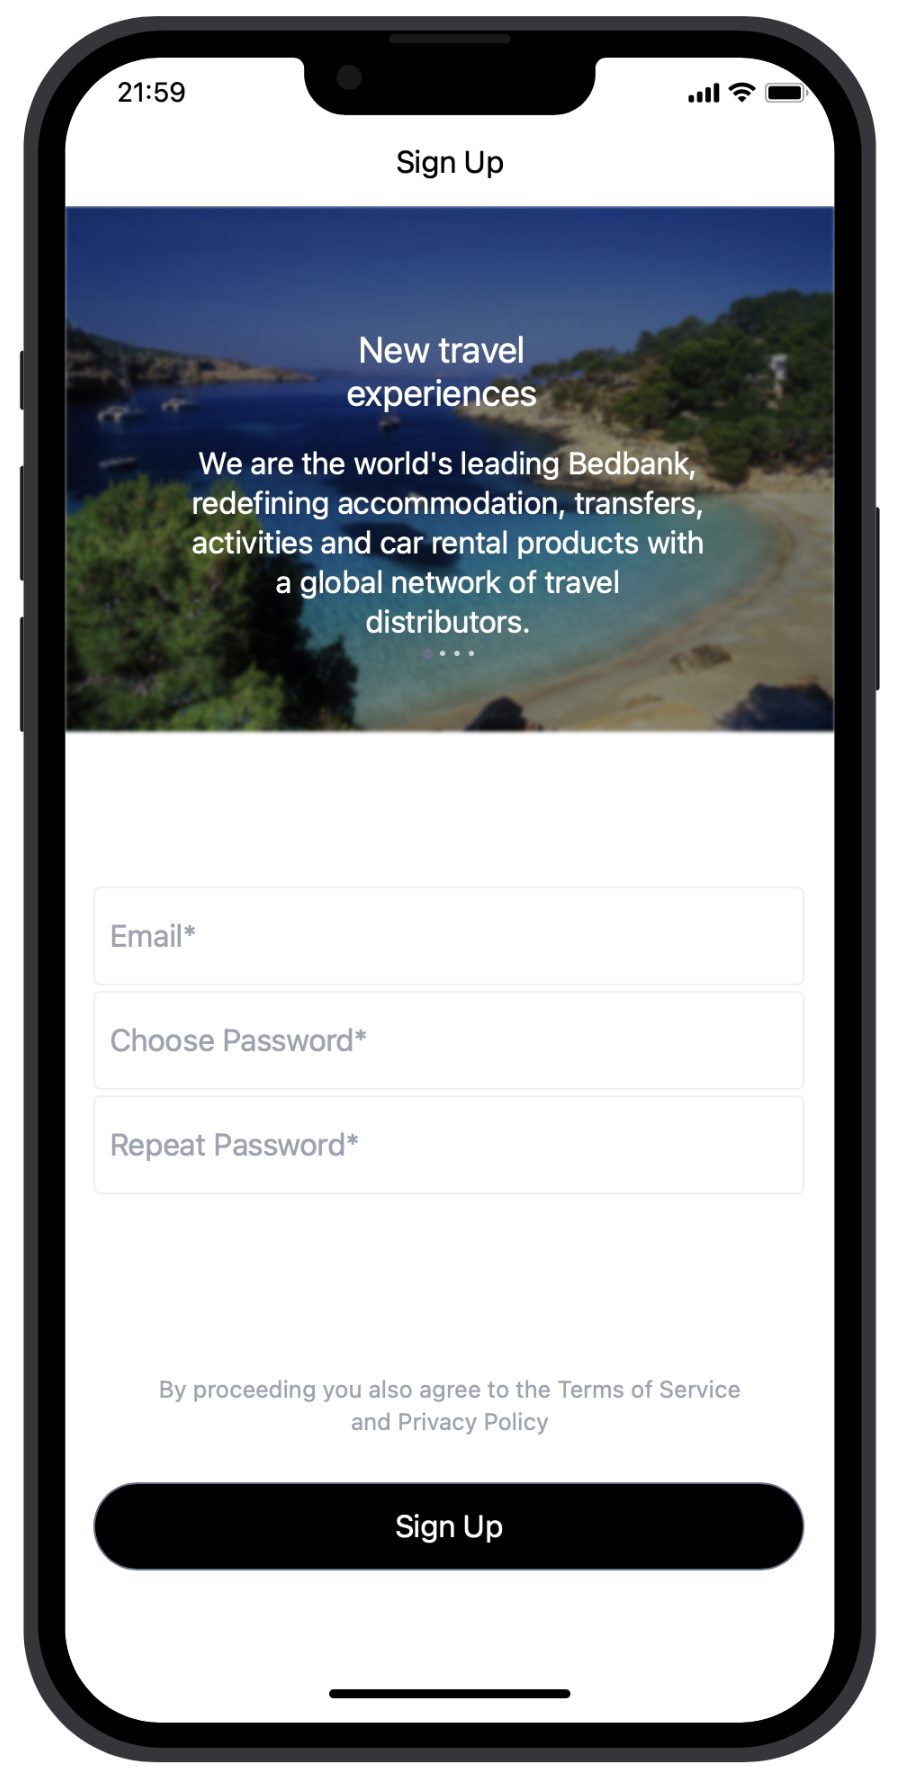 21:59
Sign Up
New travel
experiences
We are the world's leading Bedbank,
redefining accommodation, transfers,
activities and car rental products with
a global network of travel
distributors.
Email*
Choose Password*
Repeat Password*
By proceeding you also agree to the Terms of Service
and Privacy Policy
Sign Up